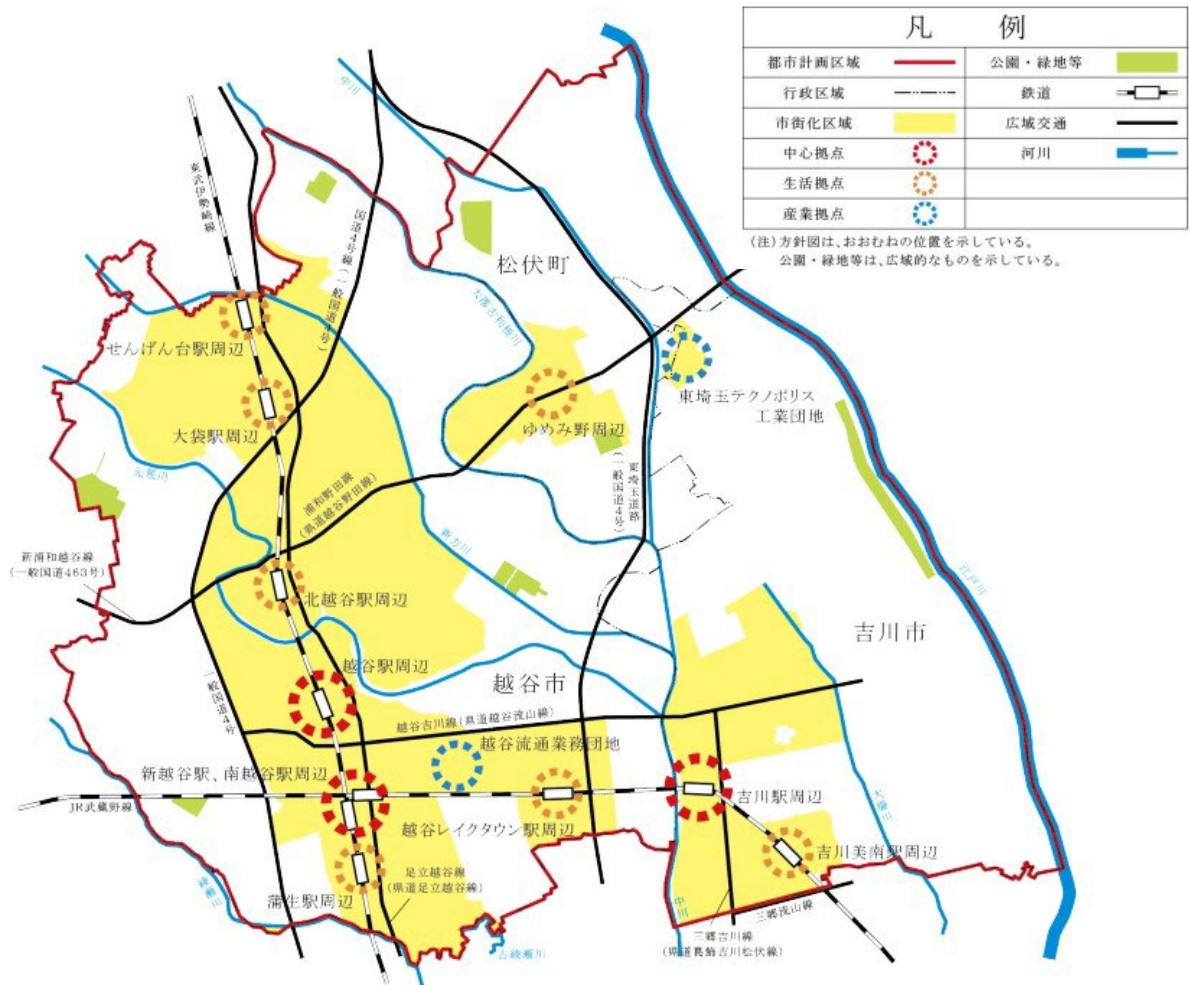 凡 例
都市計画区域
公園・緑地等
行政区域
鉄道
市街化区域
広域交通
中心拠点
河川
生活拠点
産業拠点
(注)方針図は、おおむねの位置を示している。
公園・緑地等は、広域的なものを示している。
中川
東武伊勢崎線
国道4号線(一般国道4号)
松伏町
大落古利根川
せんげん台駅周辺
東埼玉テクノポリス
工業団地
大袋駅周辺
ゆめみ野周辺
元荒川
浦和野田線
(県道越谷野田線)
東埼玉道路
(一般国道4号)
新方川
江戸川
新浦和越谷線
(一般国道463号)
北越谷駅周辺
吉川市
越谷駅周辺
越谷市
一般国道4号
越谷吉川線(県道越谷流山線)
越谷流通業務団地
新越谷駅、南越谷駅周辺
吉川駅周辺
JR武蔵野線
越谷レイクタウン駅周辺
吉川美南駅周辺
足立越谷線
(県道足立越谷線)
綾瀬川
蒲生駅周辺
中川
三郷流山線
三郷吉川線
(県道葛飾吉川松伏線)
古綾瀬川